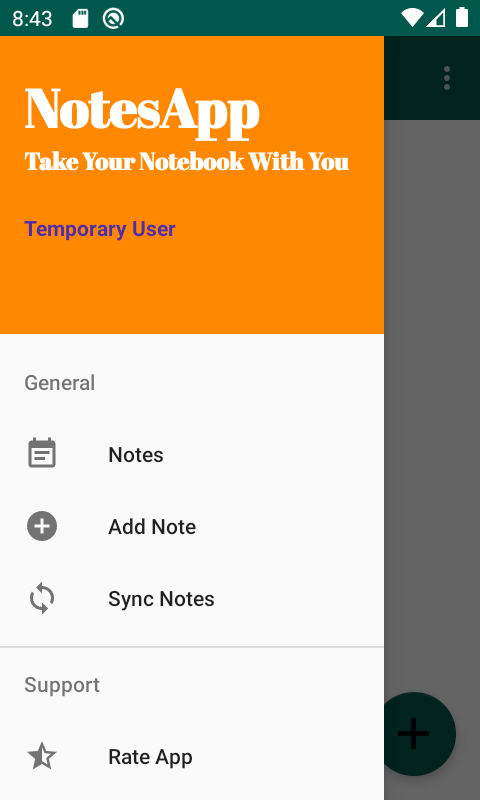 8:43
NotesApp
Take Your Notebook With You
Temporary User
General
Notes
Add Note
Sync Notes
Support
Rate App